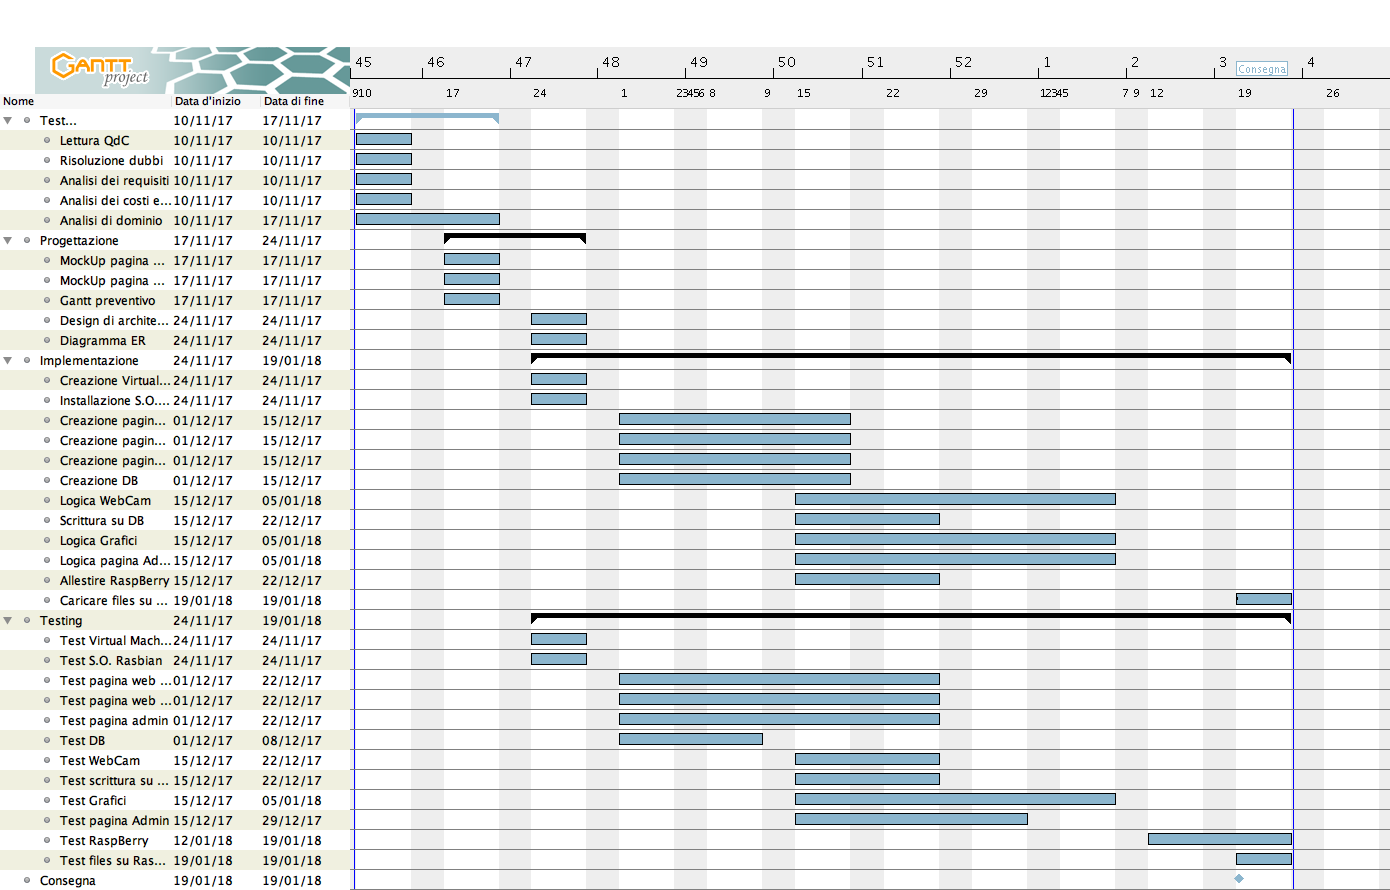 GANTT
project
45 46 47 48 49 50 51 52 1 2 3 4
Consegna
910 17 24 1 23456 8 9 15 22 29 12345 7 9 12 19 26
Nome Data d'inizio Data di fine
Test... 10/11/17 17/11/17
Lettura QdC 10/11/17 10/11/17
Risoluzione dubbi 10/11/17 10/11/17
Analisi dei requisiti 10/11/17 10/11/17
Analisi dei costi e... 10/11/17 10/11/17
Analisi di dominio 10/11/17 17/11/17
Progettazione 17/11/17 24/11/17
MockUp pagina ... 17/11/17 17/11/17
MockUp pagina ... 17/11/17 17/11/17
Gantt preventivo 17/11/17 17/11/17
Design di archite... 24/11/17 24/11/17
Diagramma ER 24/11/17 24/11/17
Implementazione 24/11/17 19/01/18
Creazione Virtual... 24/11/17 24/11/17
Installazione S.O.... 24/11/17 24/11/17
Creazione pagin... 01/12/17 15/12/17
Creazione pagin... 01/12/17 15/12/17
Creazione pagin... 01/12/17 15/12/17
Creazione DB 01/12/17 15/12/17
Logica WebCam 15/12/17 05/01/18
Scrittura su DB 15/12/17 22/12/17
Logica Grafici 15/12/17 05/01/18
Logica pagina Ad... 15/12/17 05/01/18
Allestire RaspBerry 15/12/17 22/12/17
Caricare files su ... 19/01/18 19/01/18
Testing 24/11/17 19/01/18
Test Virtual Mach... 24/11/17 24/11/17
Test S.O. Rasbian 24/11/17 24/11/17
Test pagina web ... 01/12/17 22/12/17
Test pagina web ... 01/12/17 22/12/17
Test pagina admin 01/12/17 22/12/17
Test DB 01/12/17 08/12/17
Test WebCam 15/12/17 22/12/17
Test scrittura su ... 15/12/17 22/12/17
Test Grafici 15/12/17 05/01/18
Test pagina Admin 15/12/17 29/12/17
Test RaspBerry 12/01/18 19/01/18
Test files su Ras... 19/01/18 19/01/18
Consegna 19/01/18 19/01/18